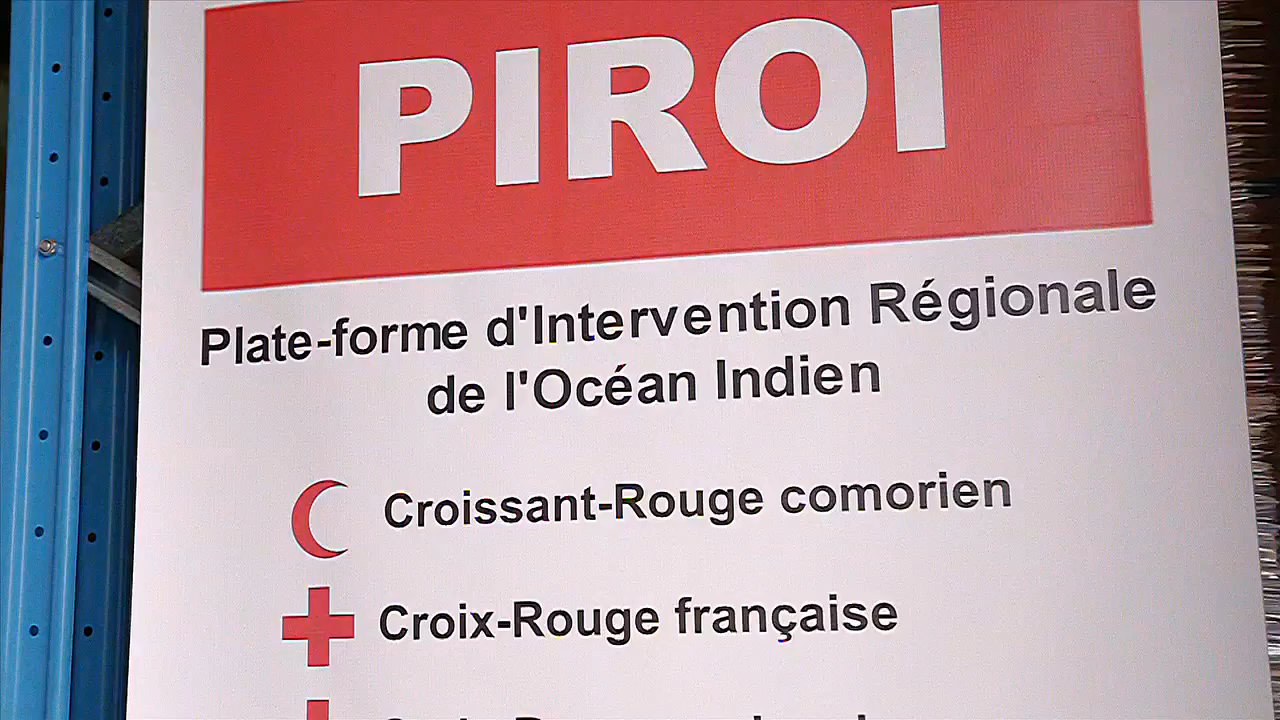 PIROI
Plate-forme d'Intervention Régionale
de l'Océan Indien
Croissant-Rouge comorien
Croix-Rouge française